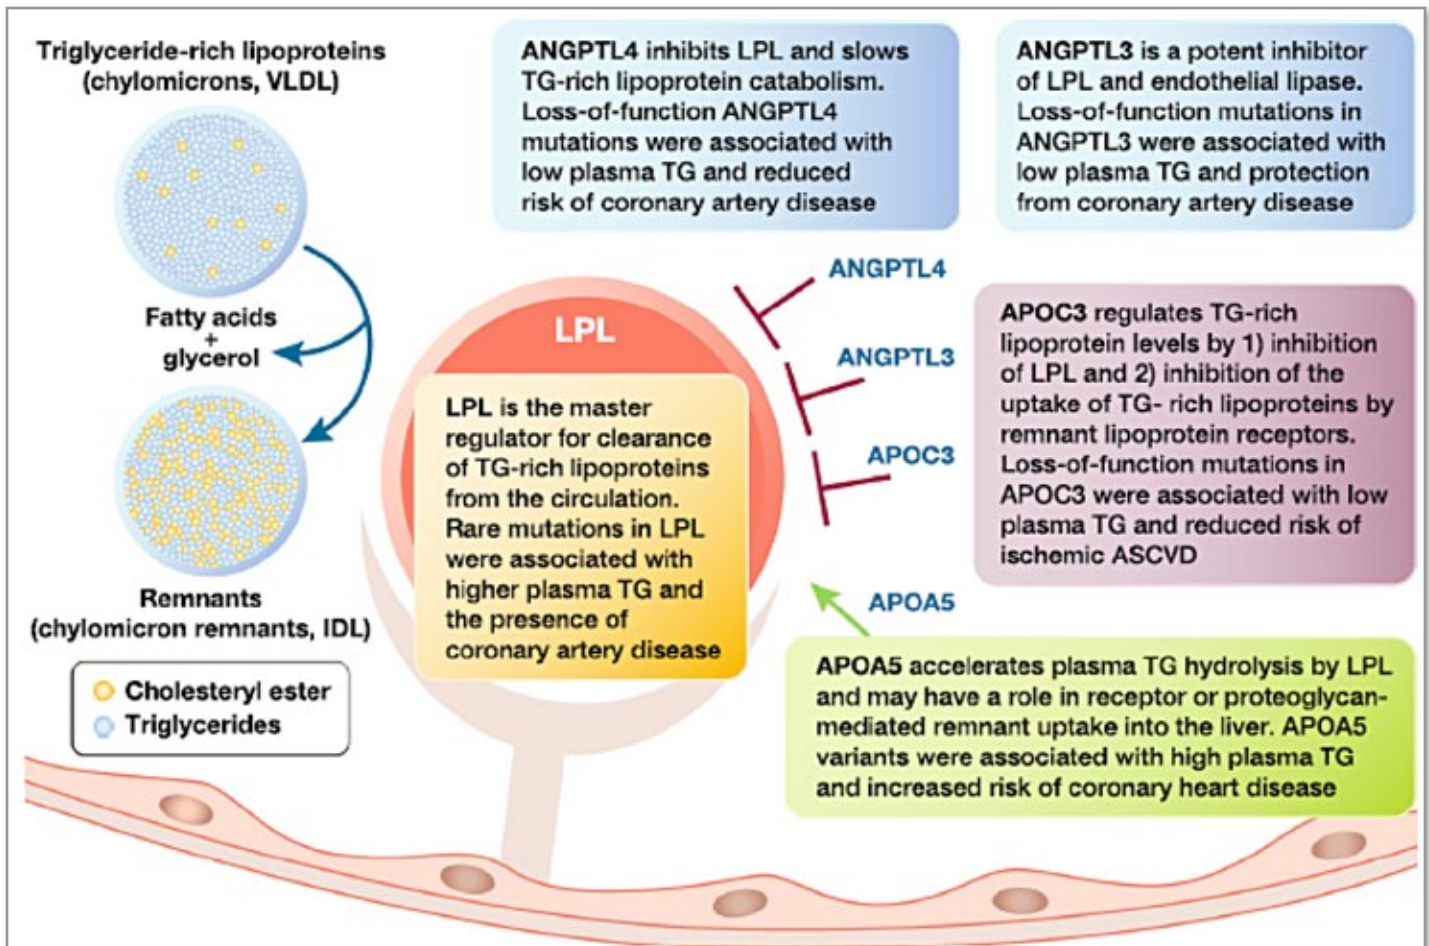 Triglyceride-rich lipoproteins
(chylomicrons, VLDL)
Fatty acids
+
glycerol
Remnants
(chylomicron remnants, IDL)
Cholesteryl ester
Triglycerides
ANGPTL4 inhibits LPL and slows
TG-rich lipoprotein catabolism.
Loss-of-function ANGPTL4
mutations were associated with
low plasma TG and reduced
risk of coronary artery disease
ANGPTL3 is a potent inhibitor
of LPL and endothelial lipase.
Loss-of-function mutations in
ANGPTL3 were associated with
low plasma TG and protection
from coronary artery disease
LPL
LPL is the master
regulator for clearance
of TG-rich lipoproteins
from the circulation.
Rare mutations in LPL
were associated with
higher plasma TG and
the presence of
coronary artery disease
ANGPTL4
ANGPTL3
APOC3
APOA5
APOC3 regulates TG-rich
lipoprotein levels by 1) inhibition
of LPL and 2) inhibition of the
uptake of TG- rich lipoproteins by
remnant lipoprotein receptors.
Loss-of-function mutations in
APOC3 were associated with low
plasma TG and reduced risk of
ischemic ASCVD
APOA5 accelerates plasma TG hydrolysis by LPL
and may have a role in receptor or proteoglycan-
mediated remnant uptake into the liver. APOA5
variants were associated with high plasma TG
and increased risk of coronary heart disease